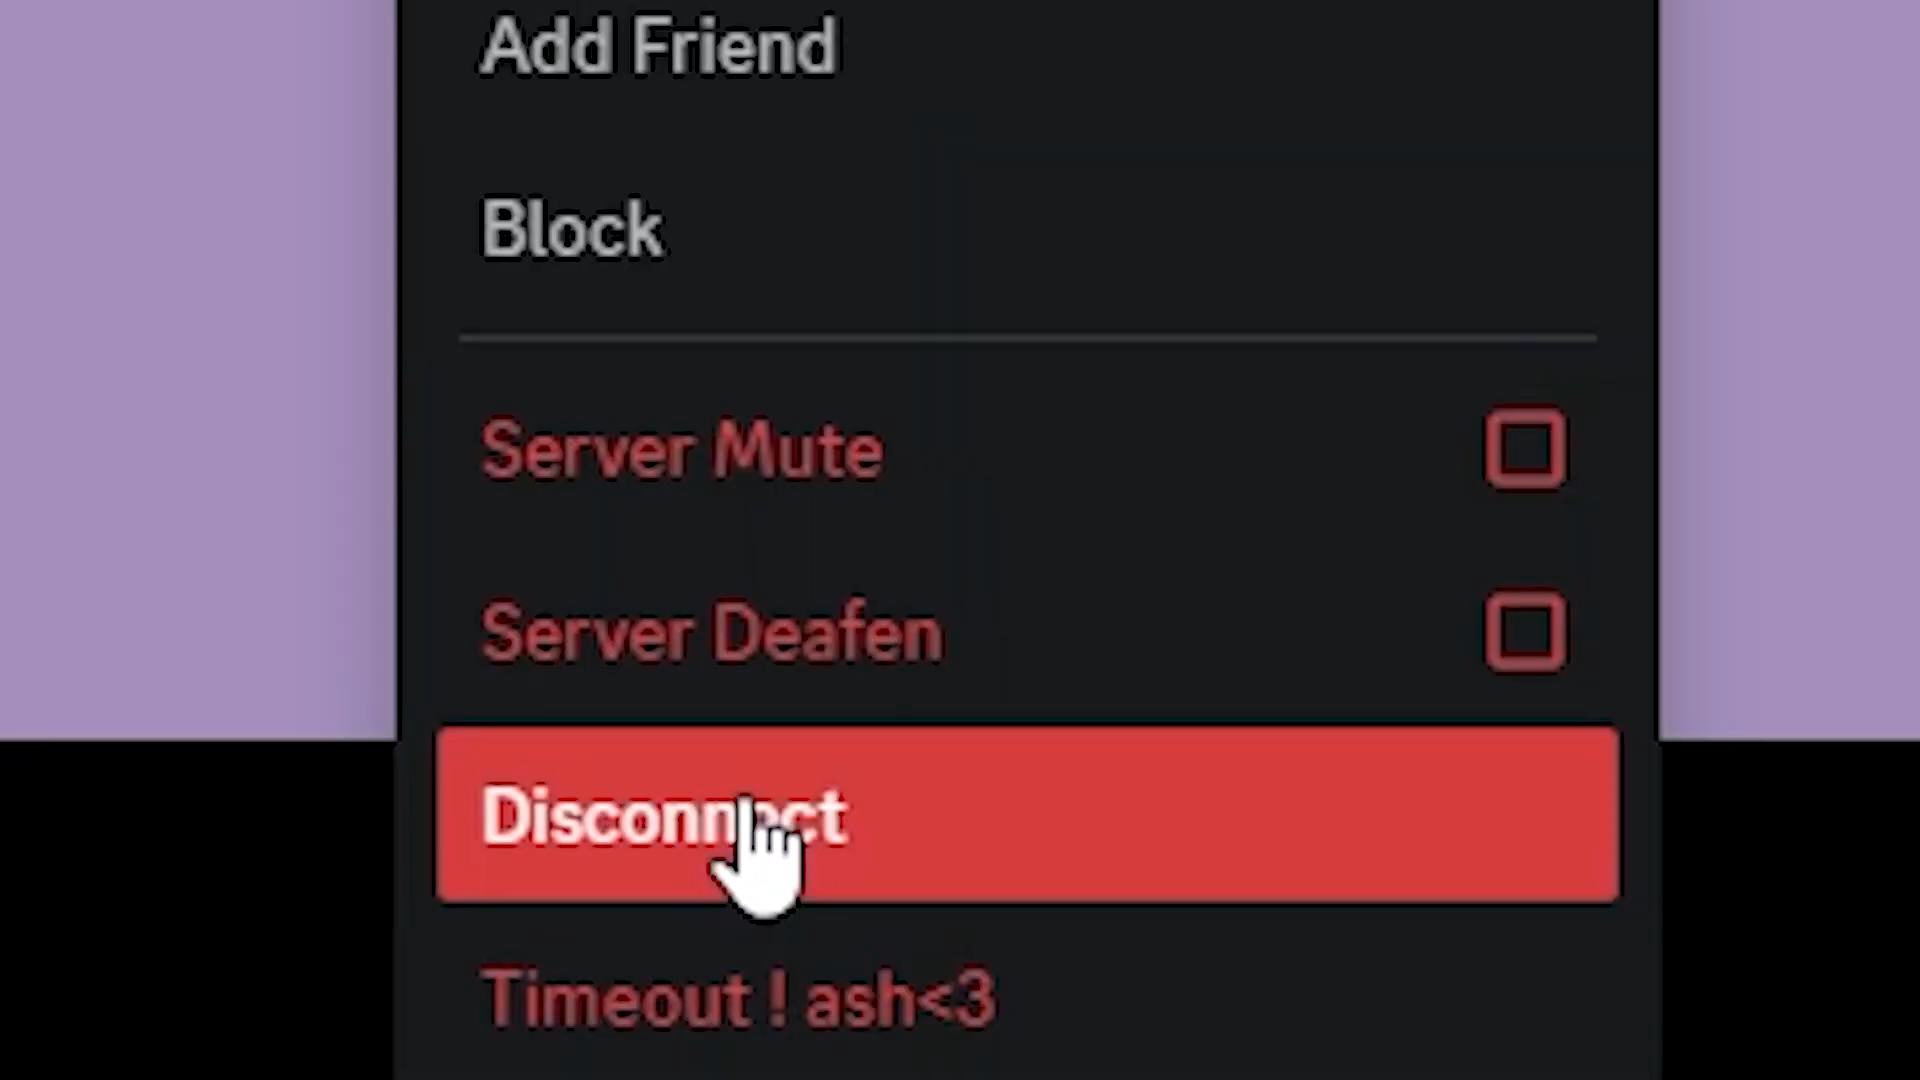 Add Friend
Block
Server Mute
Server Deafen
Disconnect
Timeout ! ash<3